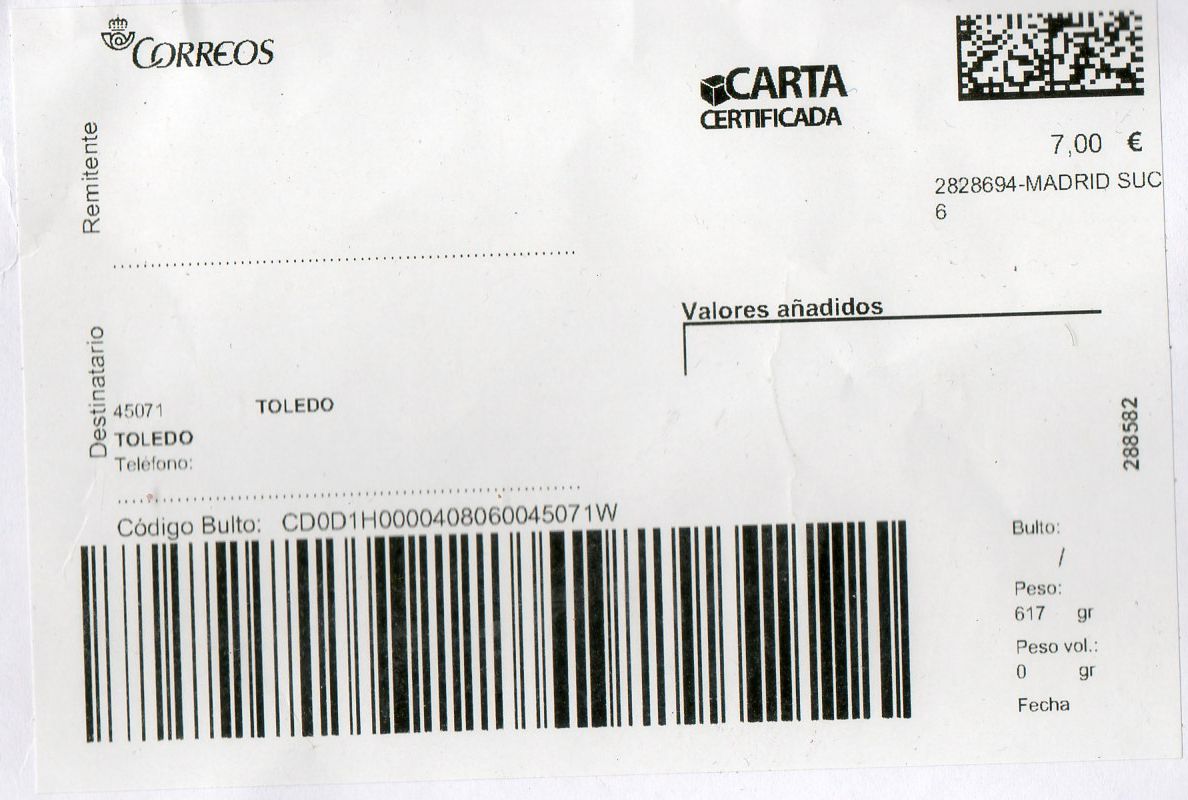 CORREOS
CARTA
CERTIFICADA
7,00 €
2828694-MADRID SUC
6
Remitente
Valores añadidos
Destinatario
45071 TOLEDO
TOLEDO
Teléfono:
288582
Código Bulto: CD0D1H0000408060045071W
Bulto:
/
Peso:
617 gr
Peso vol.:
0 gr
Fecha